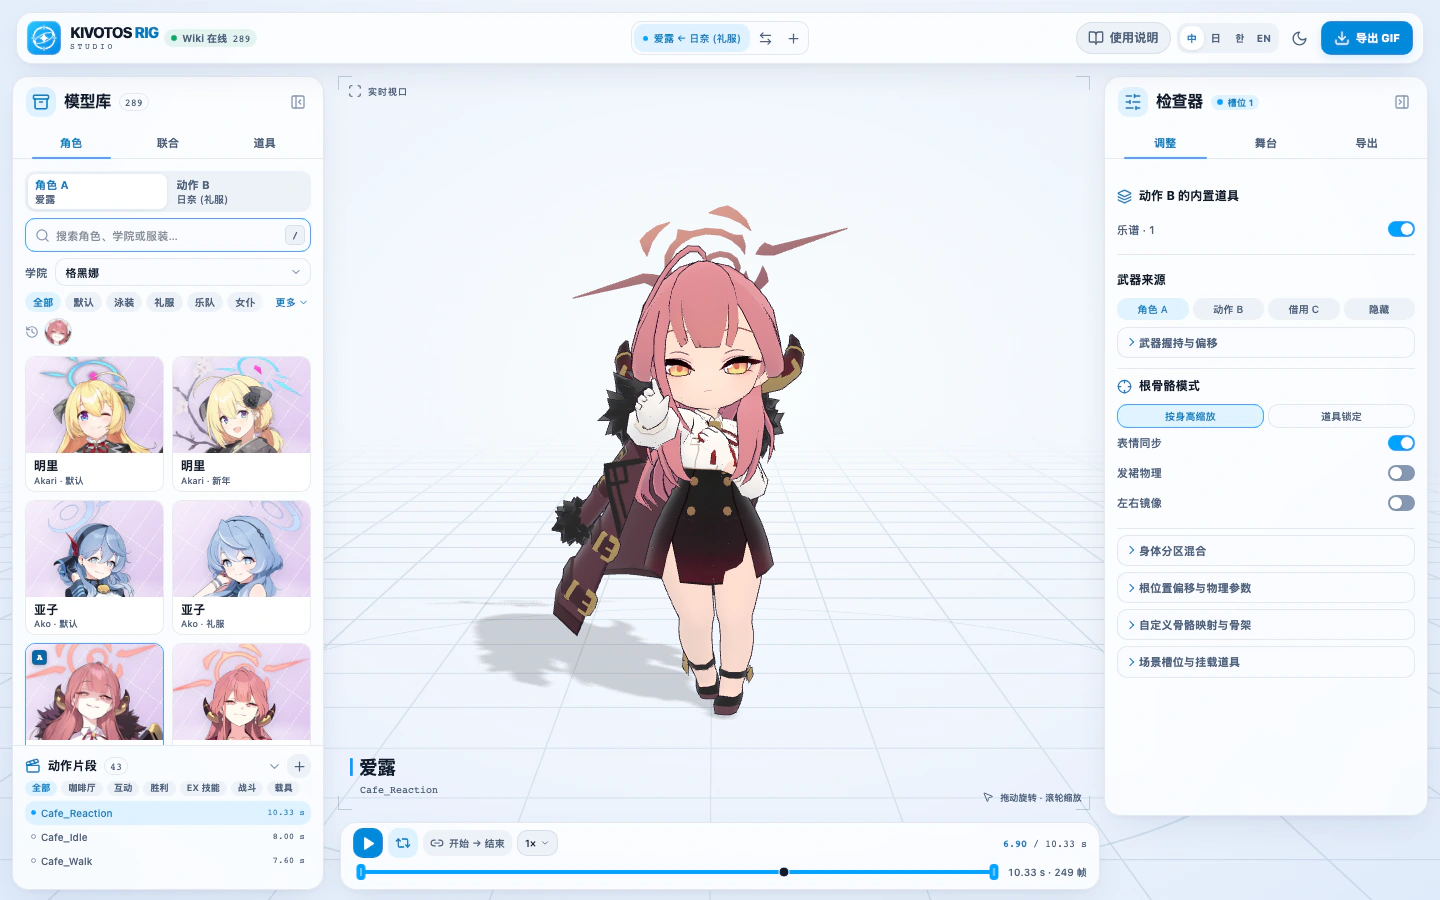 KIVOTOS RIG
STUDIO
Wiki 在线 289
爱露 ← 日奈 (礼服)
使用说明
中 日 한 EN
导出 GIF
模型库 289
角色 联合 道具
角色 A
爱露
动作 B
日奈 (礼服)
搜索角色、学院或服装... /
学院 格黑娜
全部 默认 泳装 礼服 乐队 女仆 更多
明里
Akari · 默认
明里
Akari · 新年
亚子
Ako · 默认
亚子
Ako · 礼服
A
动作片段 43
全部 咖啡厅 互动 胜利 EX 技能 战斗 载具
Cafe_Reaction 10.33 s
Cafe_Idle 8.00 s
Cafe_Walk 7.60 s
实时视口
爱露
Cafe_Reaction
拖动旋转 · 滚轮缩放
开始 → 结束 1×
6.90 / 10.33 s
10.33 s · 249 帧
检查器 槽位 1
调整 舞台 导出
动作 B 的内置道具
乐谱 · 1
武器来源
角色 A 动作 B 借用 C 隐藏
武器握持与偏移
根骨骼模式
按身高缩放 道具锁定
表情同步
发裙物理
左右镜像
身体分区混合
根位置偏移与物理参数
自定义骨骼映射与骨架
场景槽位与挂载道具